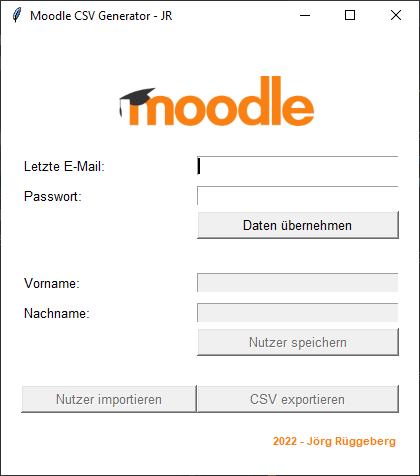 Moodle CSV Generator - JR
moodle
Letzte E-Mail:
Passwort:
Daten übernehmen
Vorname:
Nachname:
Nutzer speichern
Nutzer importieren CSV exportieren
2022 - Jörg Rüggeberg